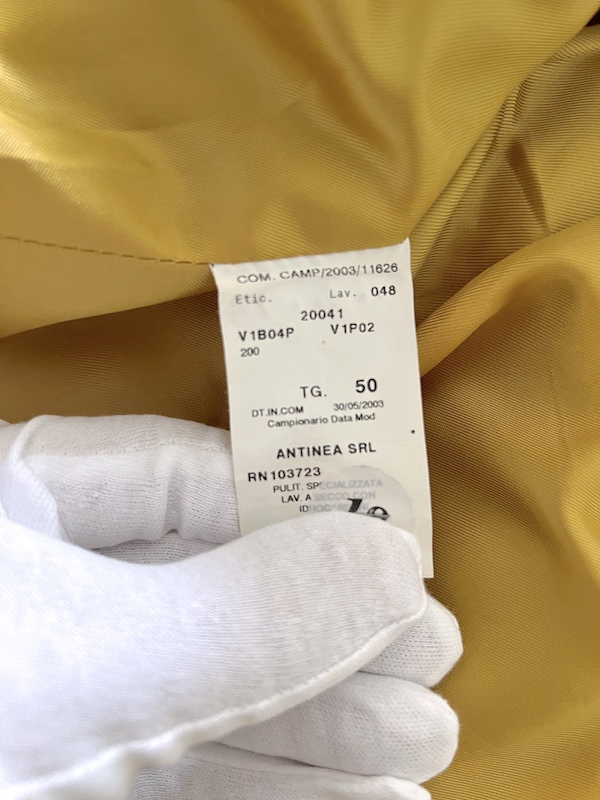 COM. CAMP/2003/11626
Etic. Lav. 048
20041
V1B04P V1P02
200
TG. 50
DT.IN.COM 30/05/2003
Campionario Data Mod
ANTINEA SRL
RN103723
PULIT. SPECIALIZZATA
LAV. A SECCO CON